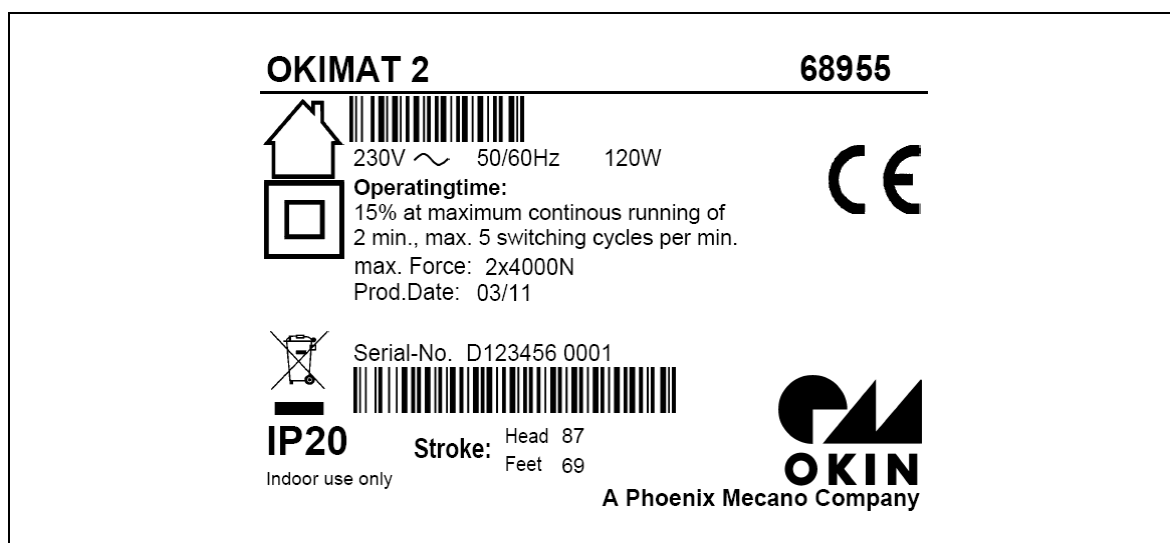 OKIMAT 2 68955
230V ~ 50/60Hz 120W
Operatingtime:
15% at maximum continous running of
2 min., max. 5 switching cycles per min.
max. Force: 2x4000N
Prod.Date: 03/11
Serial-No. D123456 0001
IP20
Indoor use only
Stroke: Head 87
Feet 69
CE
OKIN
A Phoenix Mecano Company